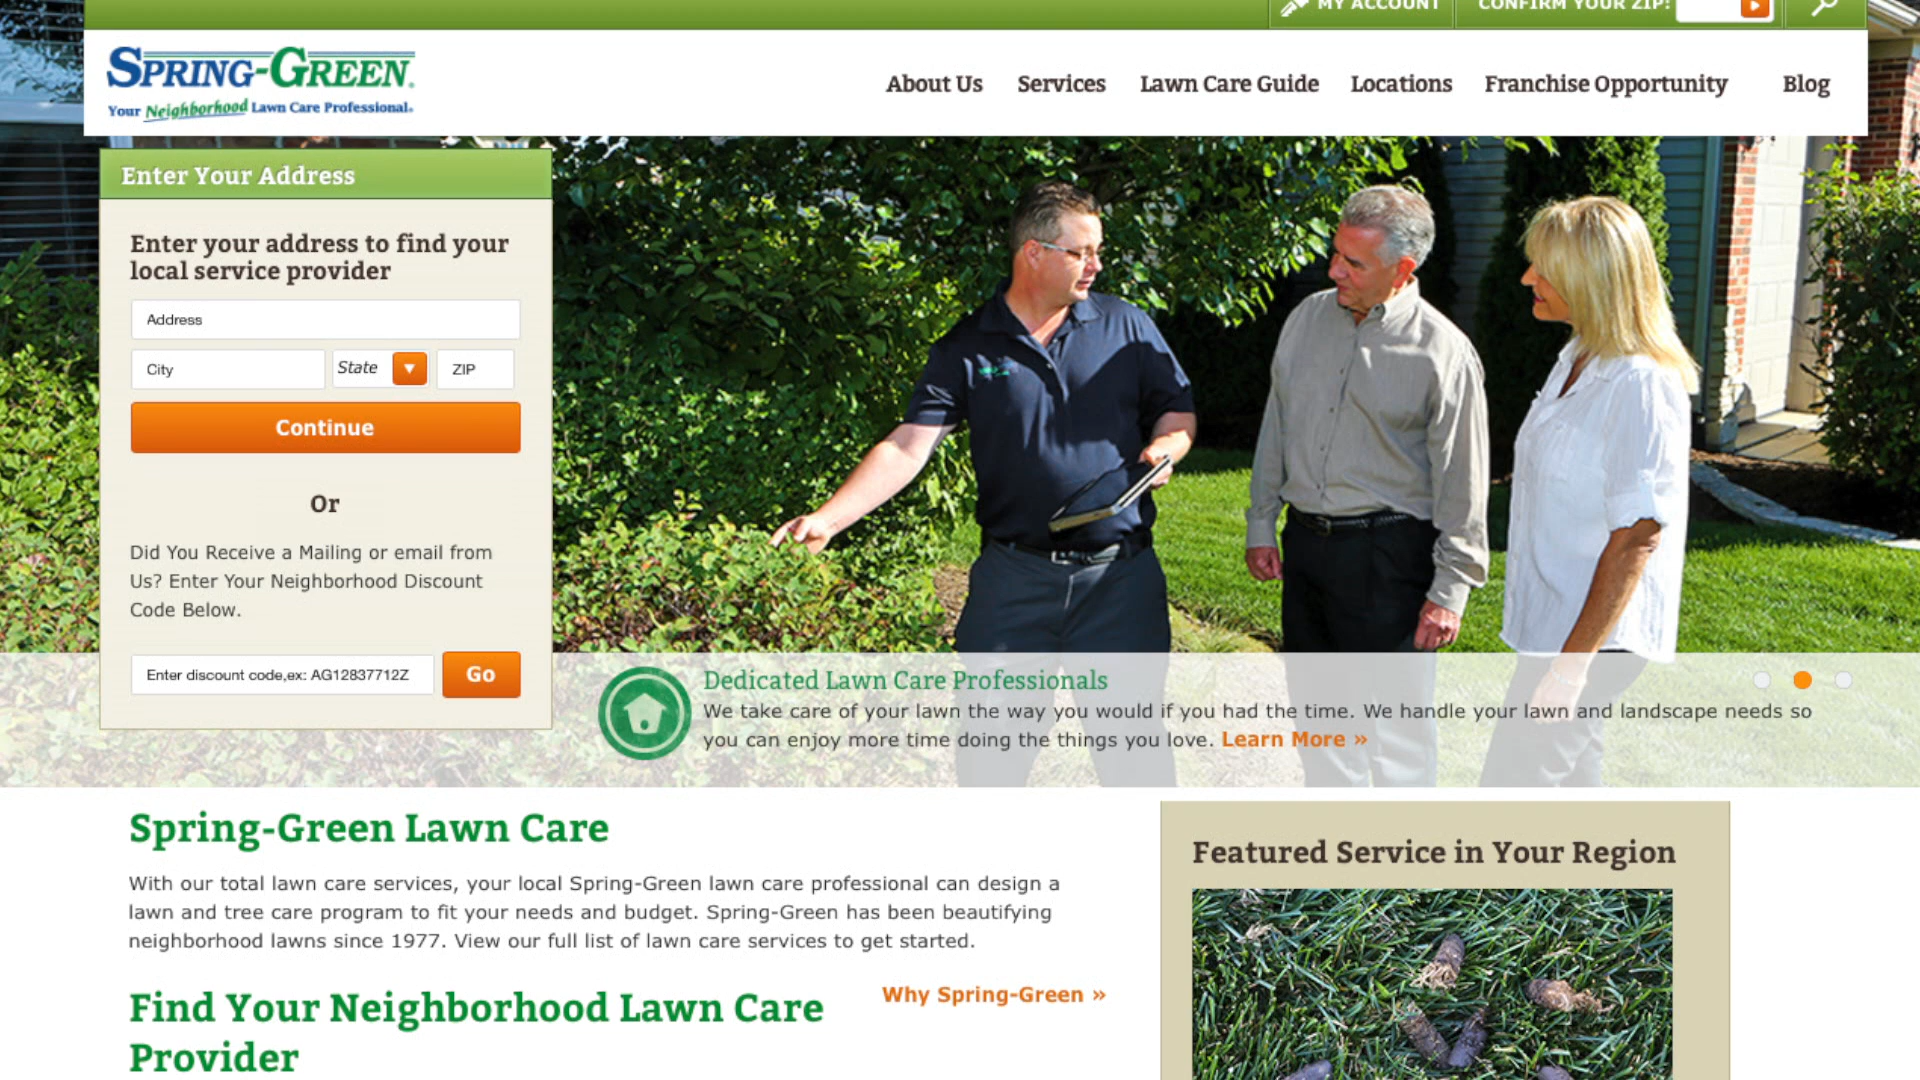 MY ACCOUNT
CONFIRM YOUR ZIP:
SPRING-GREEN
Your Neighborhood Lawn Care Professional.
About Us
Services
Lawn Care Guide
Locations
Franchise Opportunity
Blog
Enter Your Address
Enter your address to find your
local service provider
Address
City
State
ZIP
Continue
Or
Did You Receive a Mailing or email from
Us? Enter Your Neighborhood Discount
Code Below.
Enter discount code,ex: AG12837712Z
Go
Dedicated Lawn Care Professionals
We take care of your lawn the way you would if you had the time. We handle your lawn and landscape needs so
you can enjoy more time doing the things you love. Learn More »
Spring-Green Lawn Care
With our total lawn care services, your local Spring-Green lawn care professional can design a
lawn and tree care program to fit your needs and budget. Spring-Green has been beautifying
neighborhood lawns since 1977. View our full list of lawn care services to get started.
Why Spring-Green »
Find Your Neighborhood Lawn Care
Provider
Featured Service in Your Region